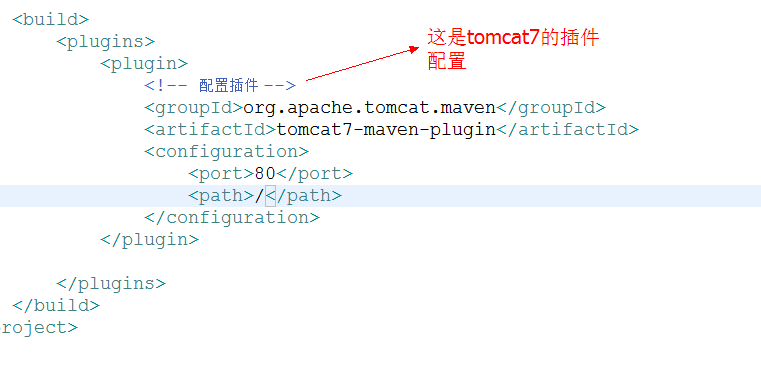 <build>
<plugins>
<plugin>
<!-- 配置插件 -->
这是tomcat7的插件
配置
<groupId>org.apache.tomcat.maven</groupId>
<artifactId>tomcat7-maven-plugin</artifactId>
<configuration>
<port>80</port>
<path>/</path>
</configuration>
</plugin>
</plugins>
</build>
roject>